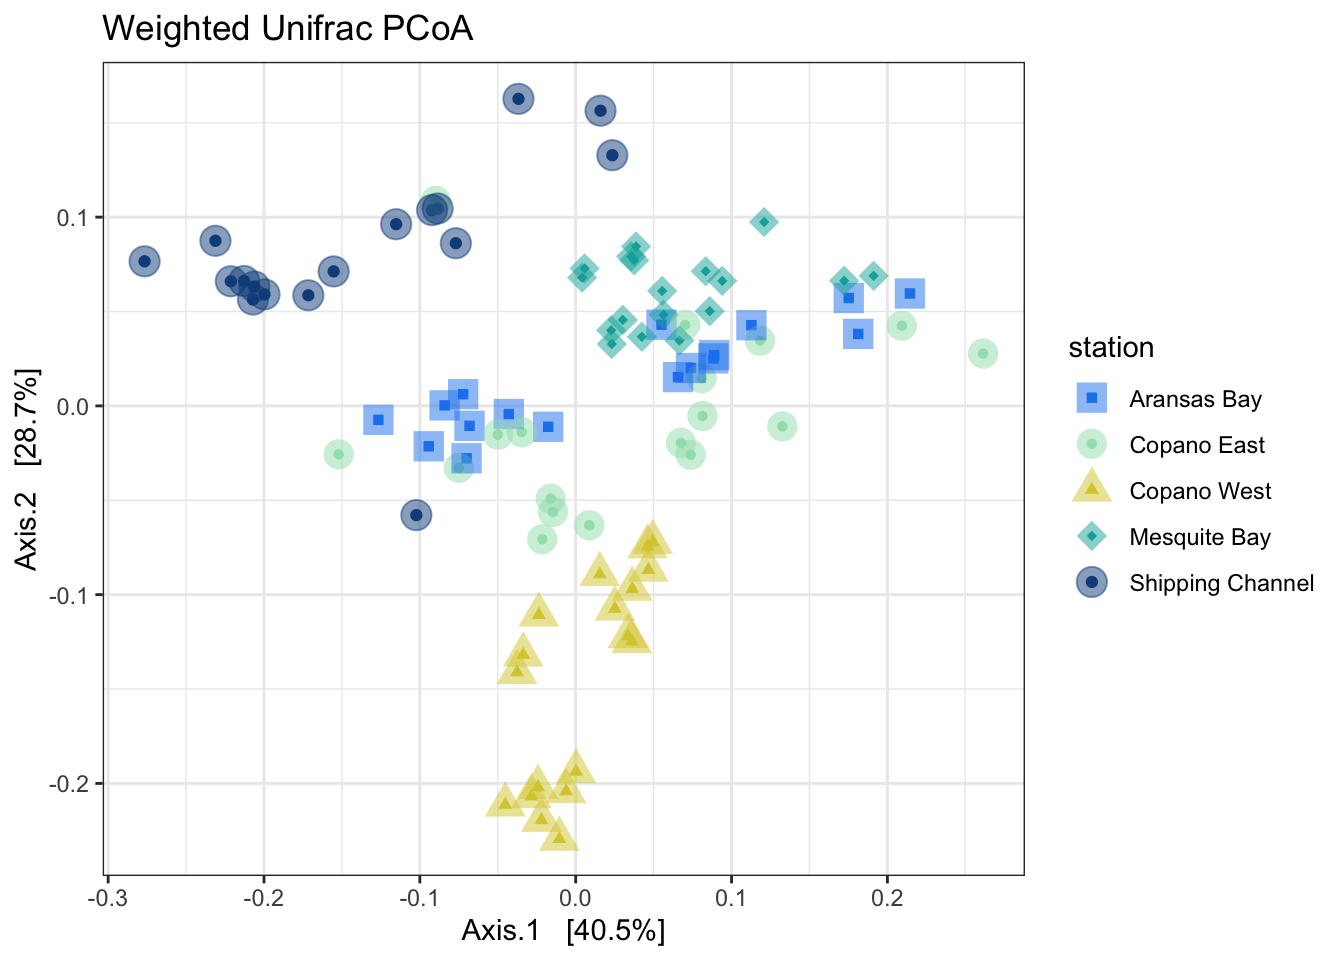 Weighted Unifrac PCoA
Axis.2 [28.7%]
0.1
0.0
-0.1
-0.2
-0.3
-0.2
-0.1
0.0
0.1
0.2
Axis.1 [40.5%]
station
Aransas Bay
Copano East
Copano West
Mesquite Bay
Shipping Channel